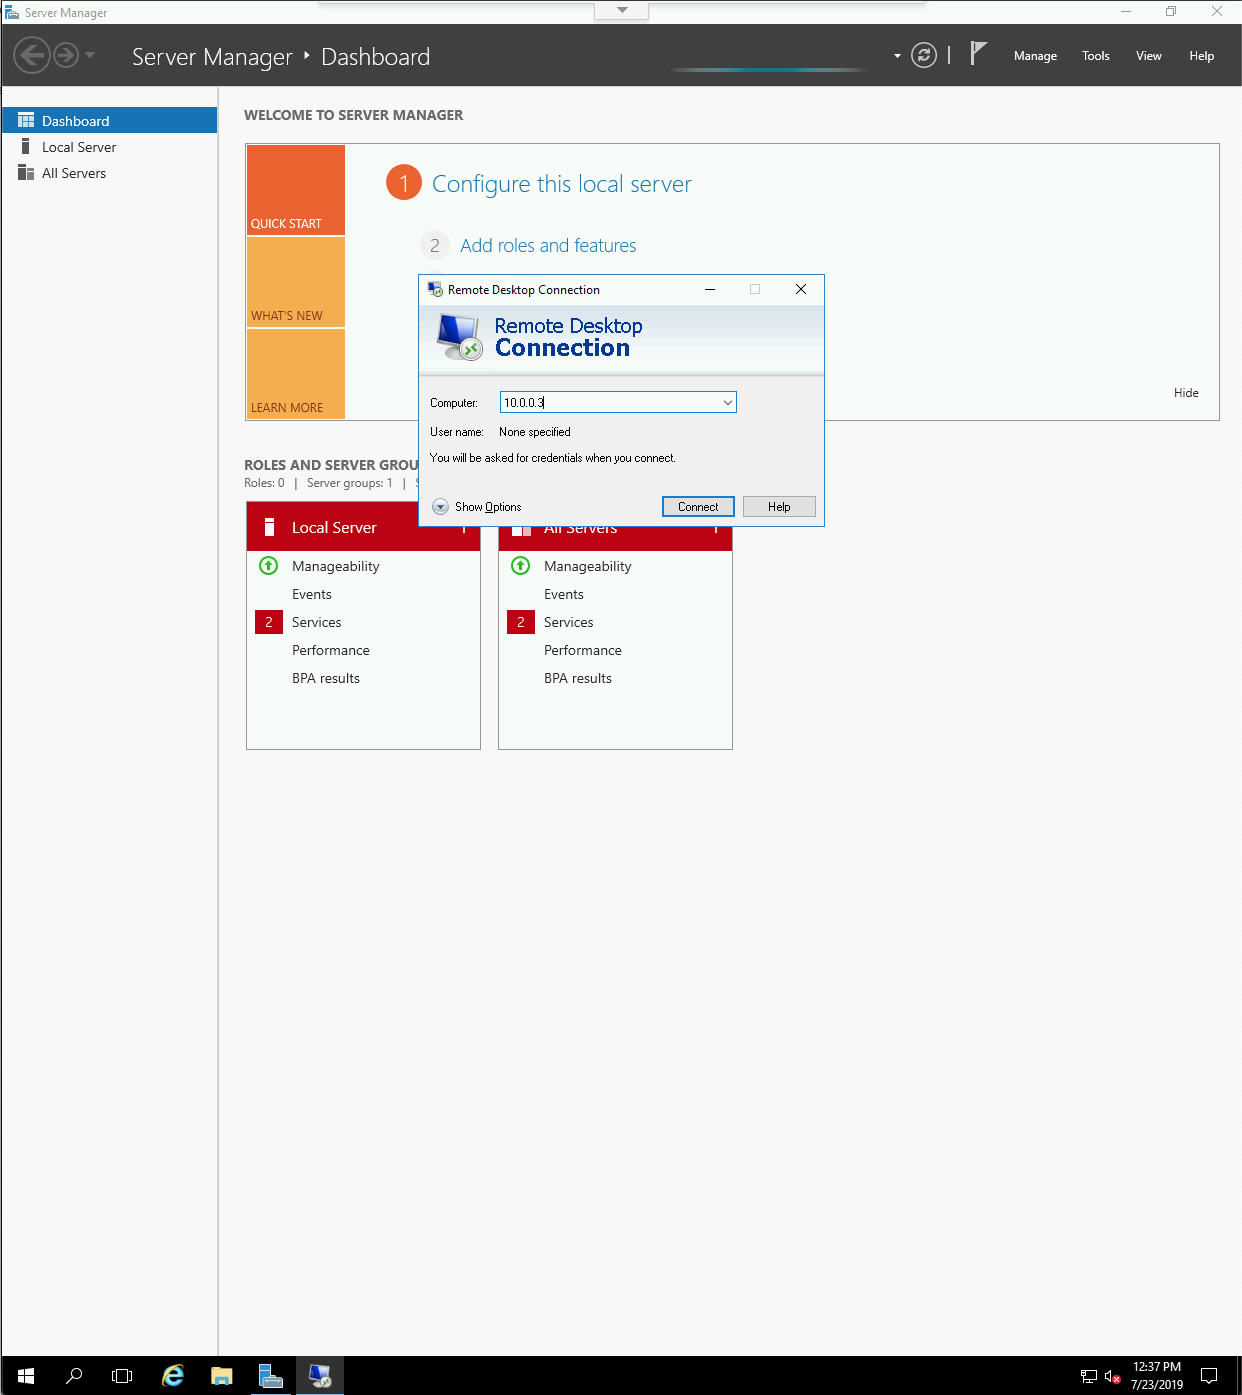 Server Manager
Server Manager ‣ Dashboard
Manage Tools View Help
Dashboard
Local Server
All Servers
WELCOME TO SERVER MANAGER
QUICK START
WHAT'S NEW
LEARN MORE
1 Configure this local server
2 Add roles and features
Hide
Remote Desktop Connection
Remote Desktop
Connection
Computer: 10.0.0.3
User name: None specified
You will be asked for credentials when you connect.
Show Options
Connect
Help
ROLES AND SERVER GROU
Roles: 0 | Server groups: 1 |
Local Server 1
Manageability
Events
2 Services
Performance
BPA results
All Servers 1
Manageability
Events
2 Services
Performance
BPA results
12:37 PM
7/23/2019